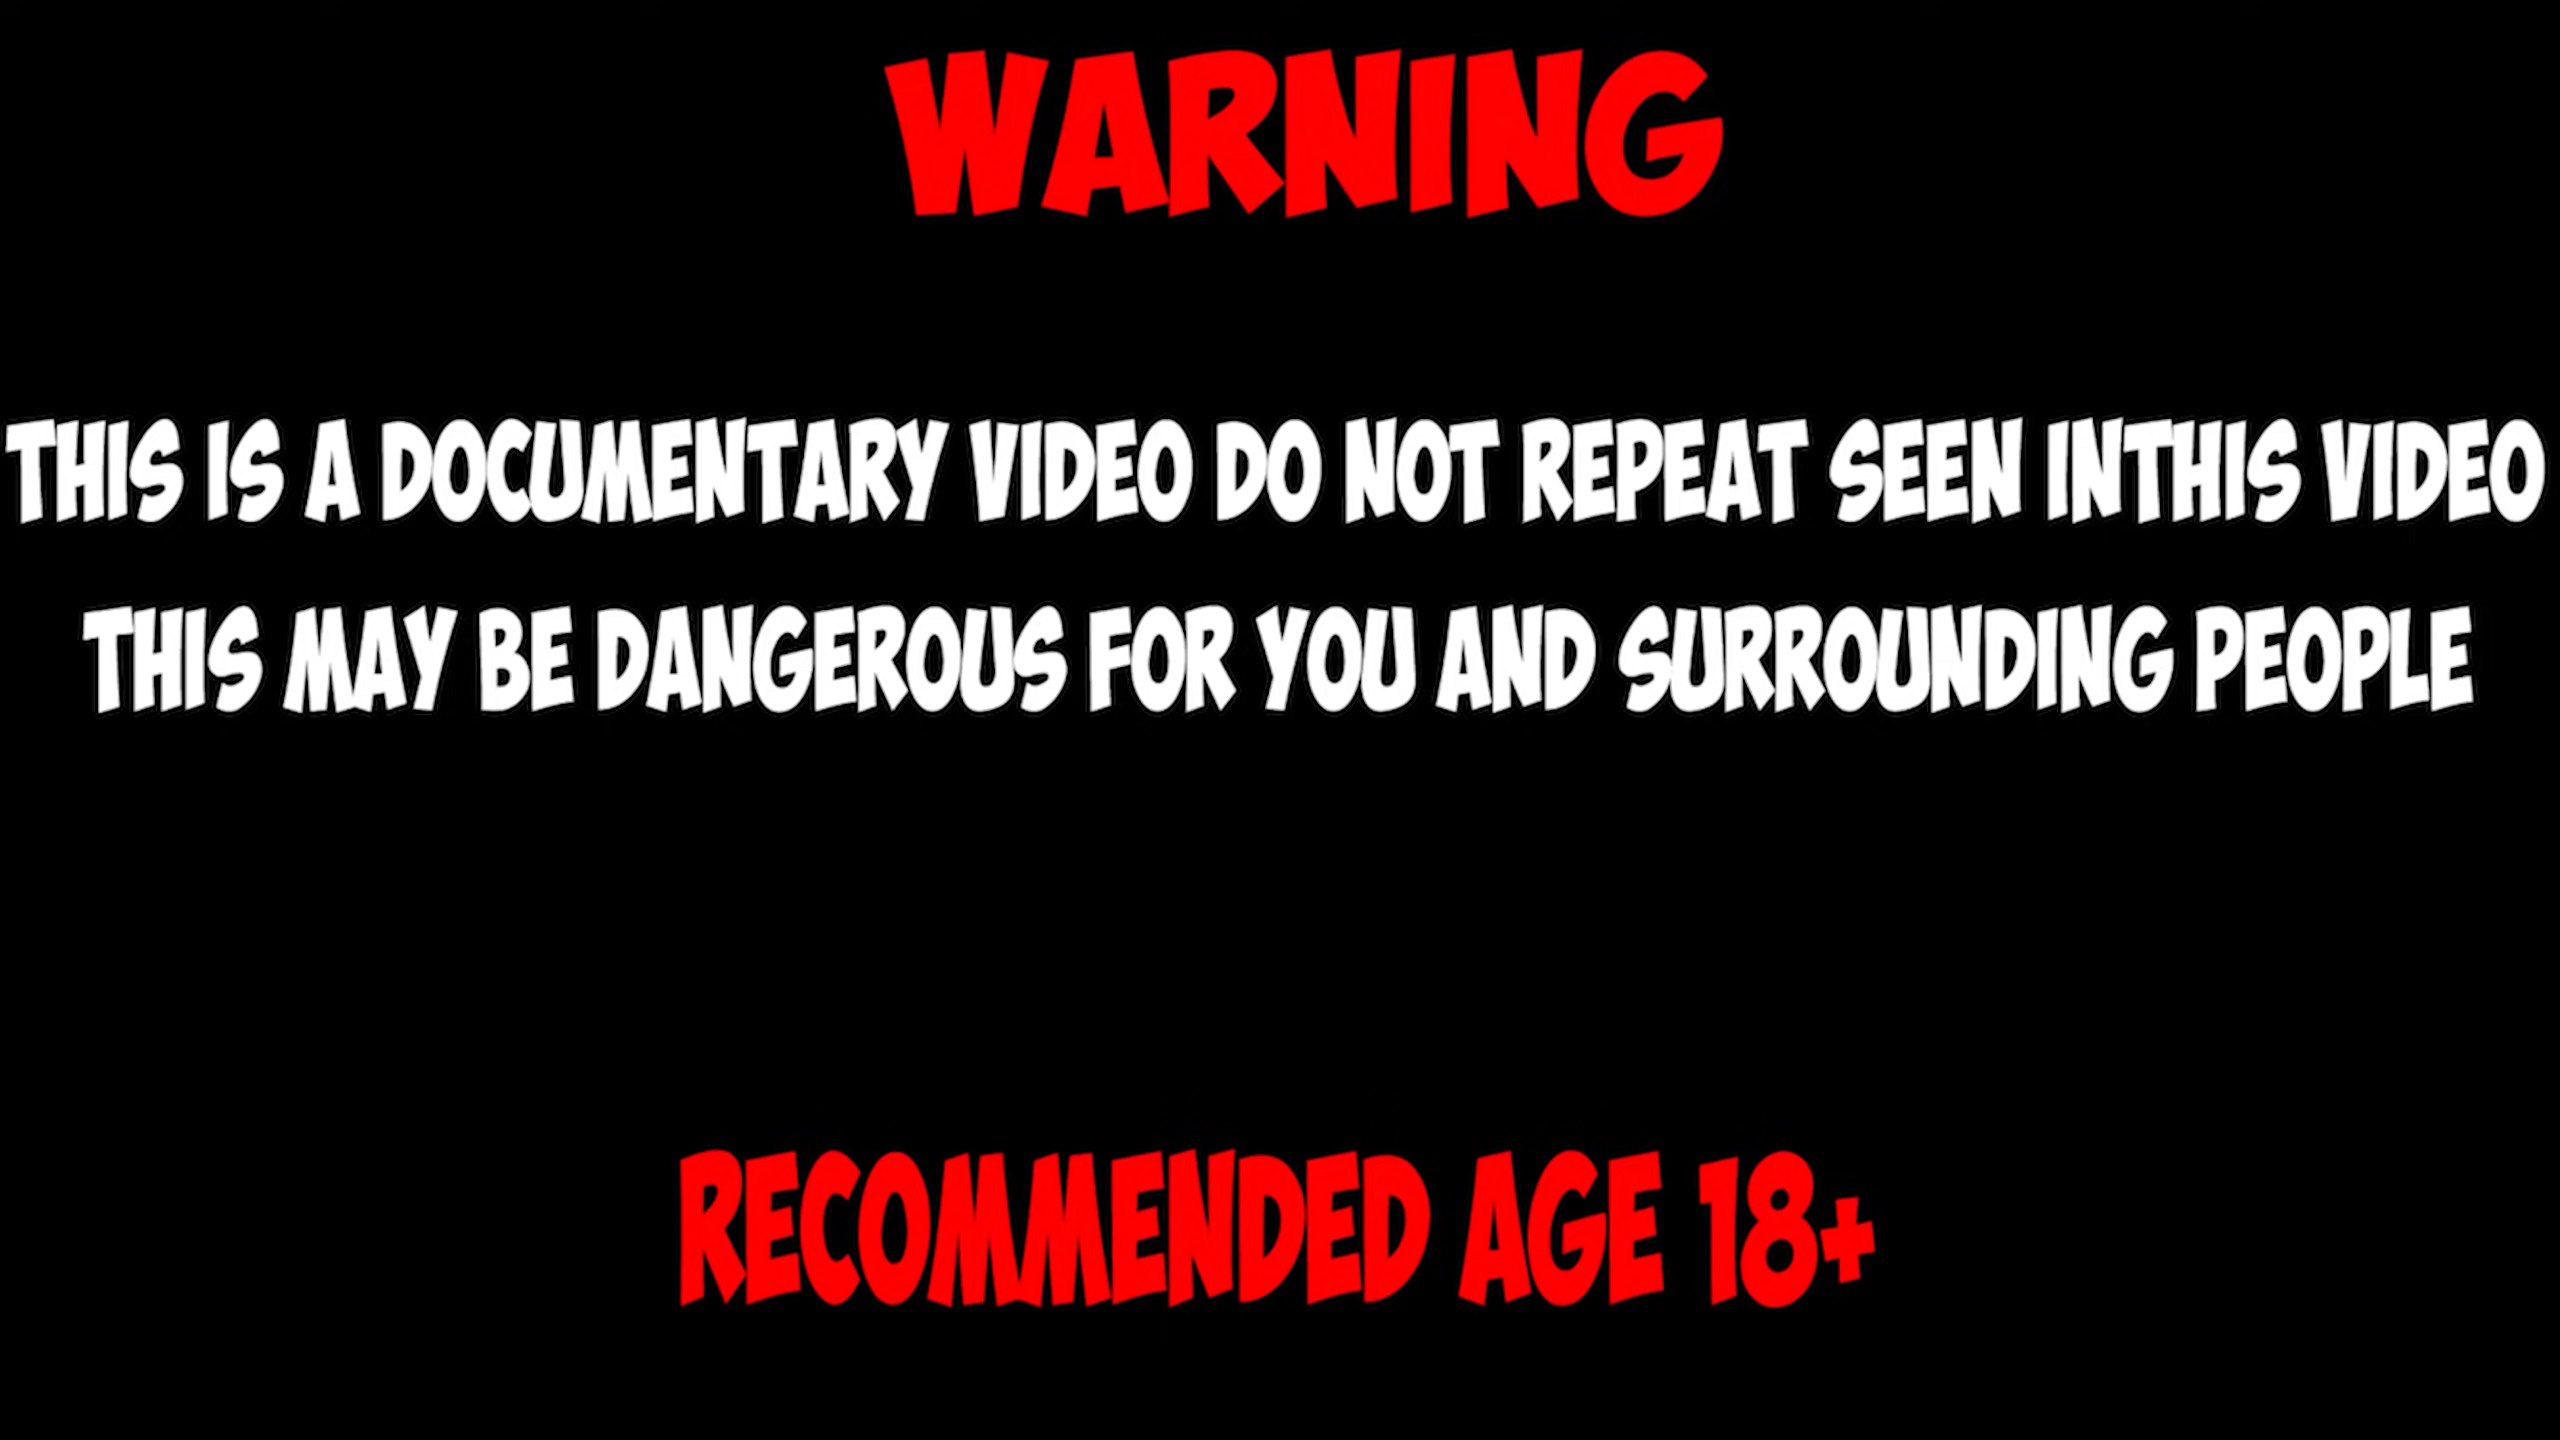 WARNING
THIS IS A DOCUMENTARY VIDEO DO NOT REPEAT SEEN INTHIS VIDEO
THIS MAY BE DANGEROUS FOR YOU AND SURROUNDING PEOPLE
RECOMMENDED AGE 18+